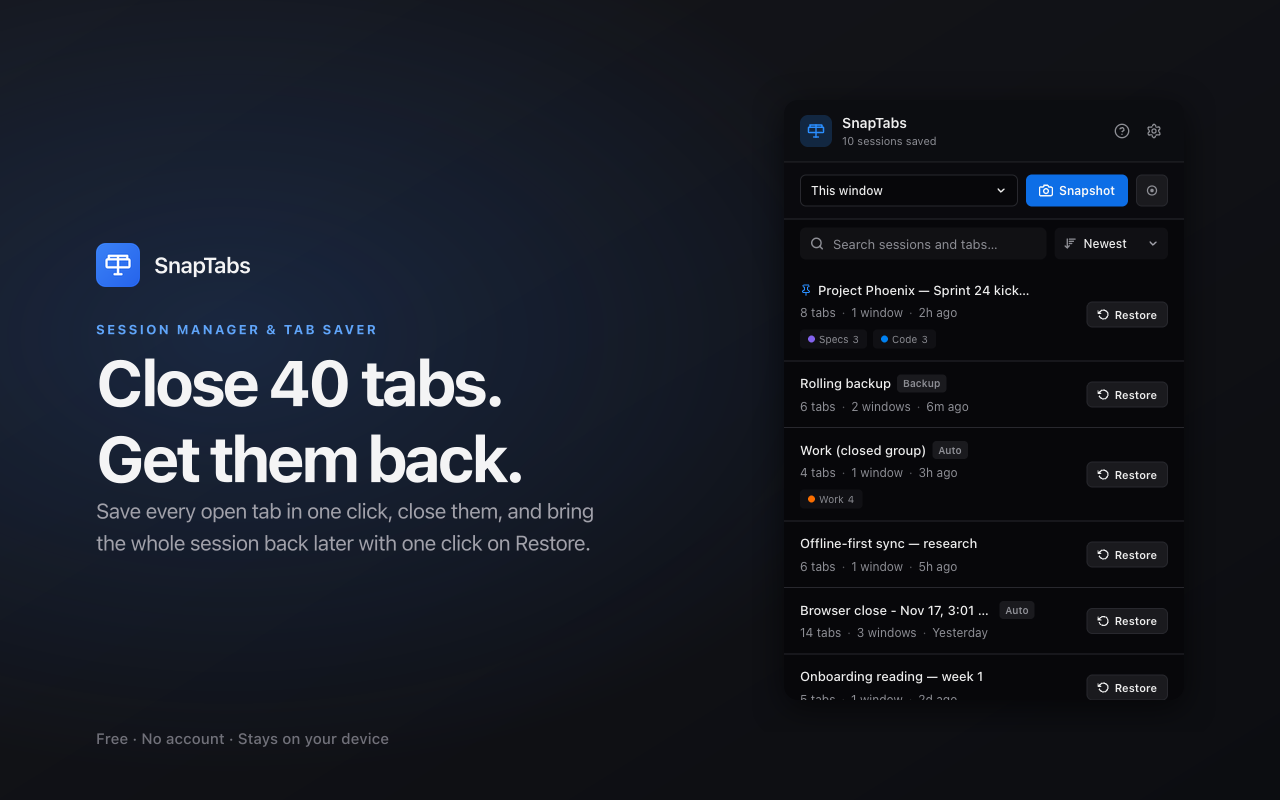 SnapTabs
SESSION MANAGER & TAB SAVER
Close 40 tabs.
Get them back.
Save every open tab in one click, close them, and bring
the whole session back later with one click on Restore.
Free · No account · Stays on your device
SnapTabs
10 sessions saved
This window
Snapshot
Search sessions and tabs...
Newest
Project Phoenix — Sprint 24 kick...
8 tabs · 1 window · 2h ago
Specs 3 Code 3
Restore
Rolling backup Backup
6 tabs · 2 windows · 6m ago
Restore
Work (closed group) Auto
4 tabs · 1 window · 3h ago
Work 4
Restore
Offline-first sync — research
6 tabs · 1 window · 5h ago
Restore
Browser close - Nov 17, 3:01 ... Auto
14 tabs · 3 windows · Yesterday
Restore
Onboarding reading — week 1
5 tabs · 1 window · 2d ago
Restore